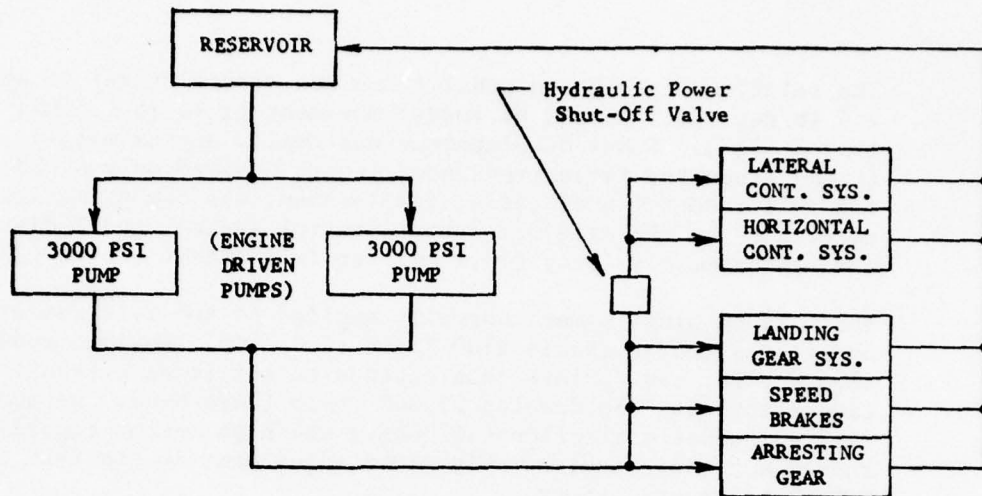 RESERVOIR
Hydraulic Power
Shut-Off Valve
LATERAL
CONT. SYS.
HORIZONTAL
CONT. SYS.
3000 PSI
PUMP
(ENGINE
DRIVEN
PUMPS)
3000 PSI
PUMP
LANDING
GEAR SYS.
SPEED
BRAKES
ARRESTING
GEAR